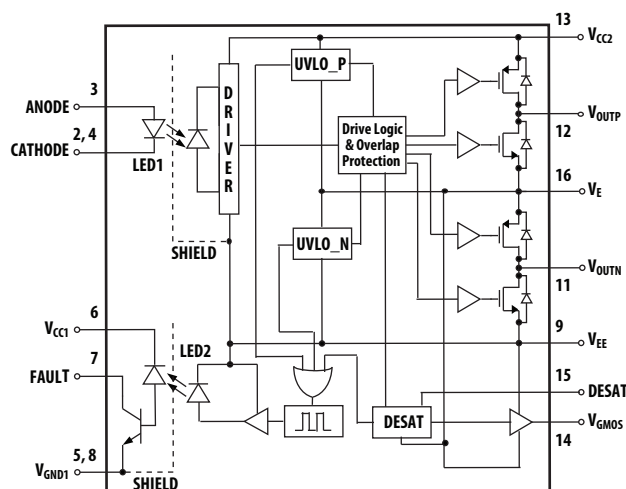 13
VCC2
UVLO_P
3
ANODE
DRIVER
Drive Logic
& Overlap
Protection
VOUTP
12
2, 4
CATHODE
LED1
16
VE
UVLO_N
SHIELD
VOUTN
11
6
VCC1
LED2
9
VEE
7
FAULT
15
DESAT
DESAT
VGMOS
14
5, 8
VGND1
SHIELD